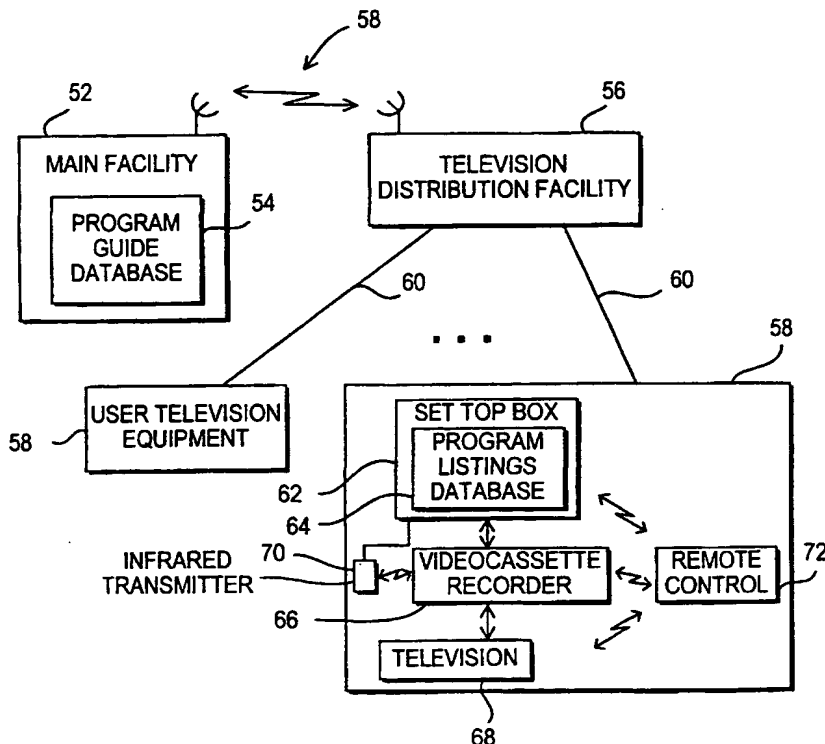 58
52
56
MAIN FACILITY
54
PROGRAM
GUIDE
DATABASE
TELEVISION
DISTRIBUTION FACILITY
60
60
58
USER TELEVISION
EQUIPMENT
58
SET TOP BOX
PROGRAM
LISTINGS
DATABASE
62
64
INFRARED
TRANSMITTER
70
VIDEOCASSETTE
RECORDER
66
REMOTE
CONTROL
72
TELEVISION
68